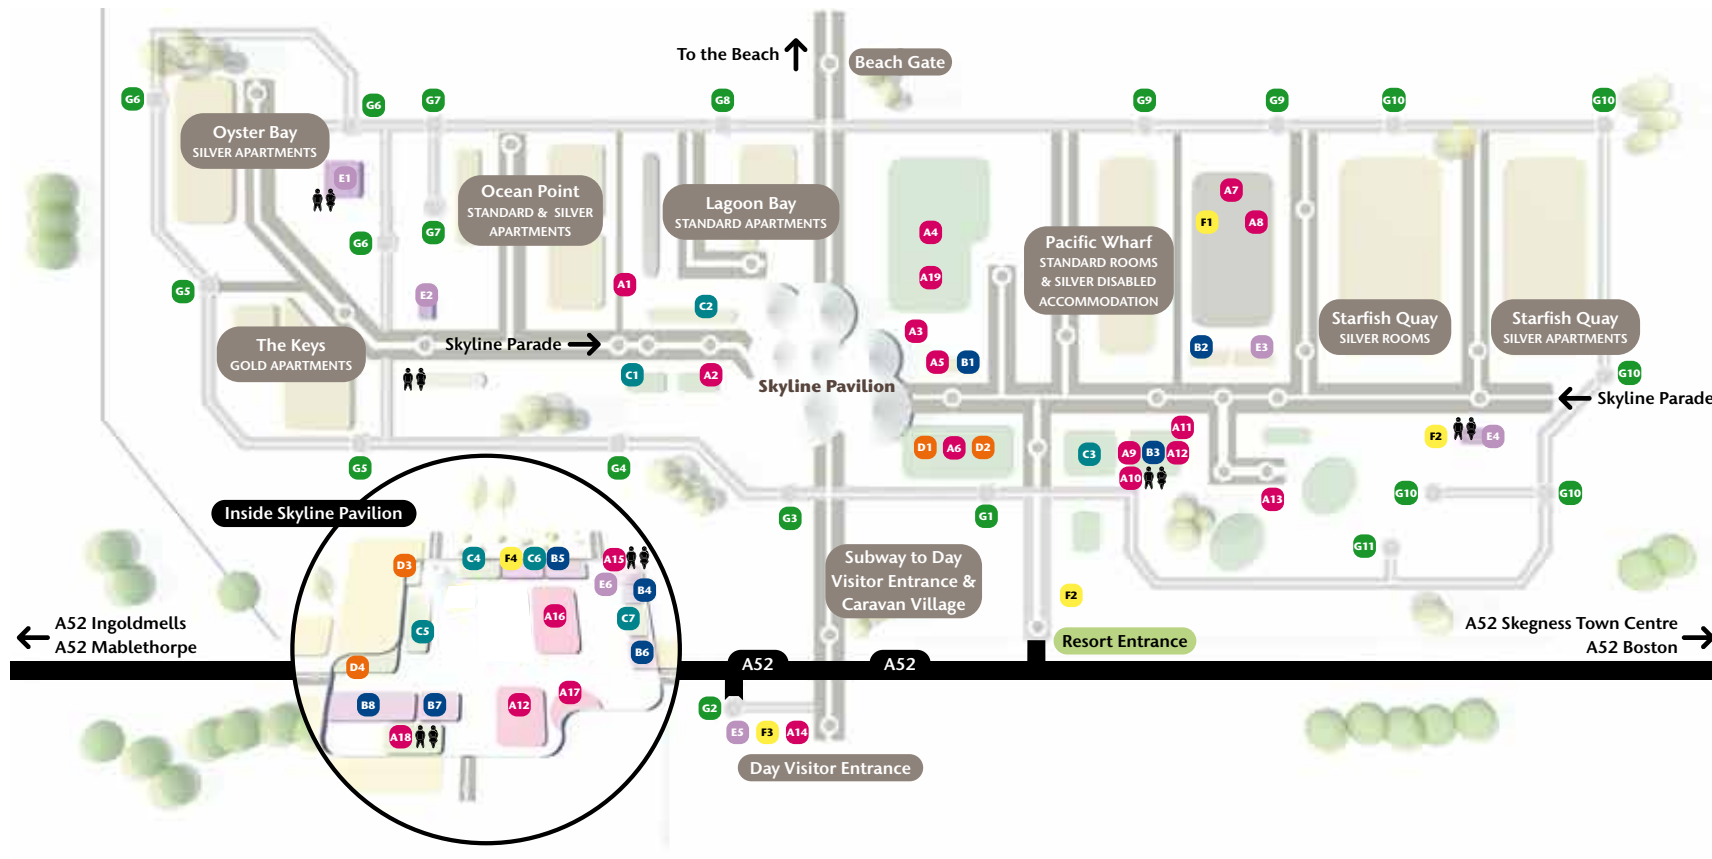 To the Beach
Beach Gate
G6
G6
G7
G8
G9
G9
G10
G10
Oyster Bay
SILVER APARTMENTS
E1
Ocean Point
STANDARD & SILVER
APARTMENTS
Lagoon Bay
STANDARD APARTMENTS
A7
F1
A8
A4
G7
G6
Pacific Wharf
STANDARD ROOMS
& SILVER DISABLED
ACCOMMODATION
A19
G5
E2
A1
C2
Starfish Quay
SILVER ROOMS
Starfish Quay
SILVER APARTMENTS
A3
The Keys
GOLD APARTMENTS
Skyline Parade
B2
E3
A5
B1
C1
A2
G10
Skyline Pavilion
Skyline Parade
A11
F2
E4
D1
A6
D2
C3
A9
B3
A12
A10
G5
G4
G10
G10
A13
G3
G1
Inside Skyline Pavilion
G11
D3
C4
F4
C6
B5
A15
E6
B4
Subway to Day
Visitor Entrance &
Caravan Village
F2
A16
C7
C5
B6
A52 Ingoldmells
A52 Mablethorpe
Resort Entrance
A52 Skegness Town Centre
A52 Boston
D4
A52
A52
B8
B7
A12
A17
G2
A18
E5
F3
A14
Day Visitor Entrance